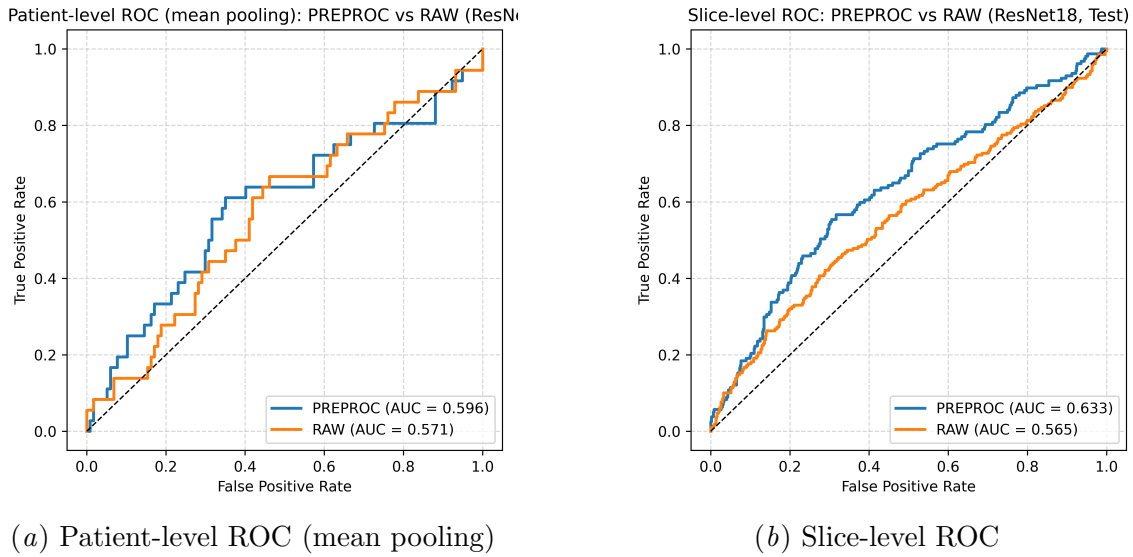 Patient-level ROC (mean pooling): PREPROC vs RAW (ResNe
1.0
0.8
0.6
0.4
0.2
0.0
True Positive Rate
0.0 0.2 0.4 0.6 0.8 1.0
False Positive Rate
PREPROC (AUC = 0.596)
RAW (AUC = 0.571)
(a) Patient-level ROC (mean pooling)
Slice-level ROC: PREPROC vs RAW (ResNet18, Test)
1.0
0.8
0.6
0.4
0.2
0.0
True Positive Rate
0.0 0.2 0.4 0.6 0.8 1.0
False Positive Rate
PREPROC (AUC = 0.633)
RAW (AUC = 0.565)
(b) Slice-level ROC